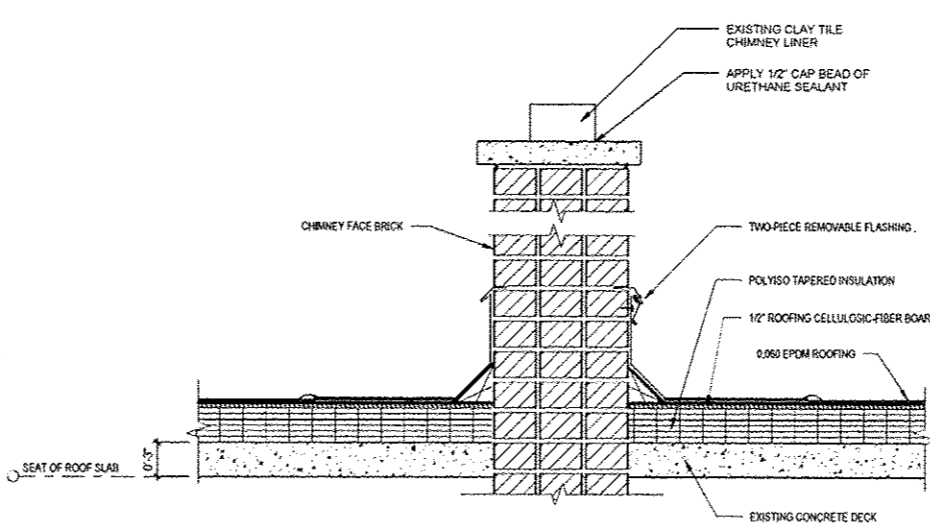 EXISTING CLAY TILE
CHIMNEY LINER
APPLY 1/2" CAP BEAD OF
URETHANE SEALANT
CHIMNEY FACE BRICK
TWO-PIECE REMOVABLE FLASHING .
POLYISO TAPERED INSULATION
1/2" ROOFING CELLULOSIC-FIBER BOAR
0.060 EPDM ROOFING
0'-3"
SEAT OF ROOF SLAB
EXISTING CONCRETE DECK